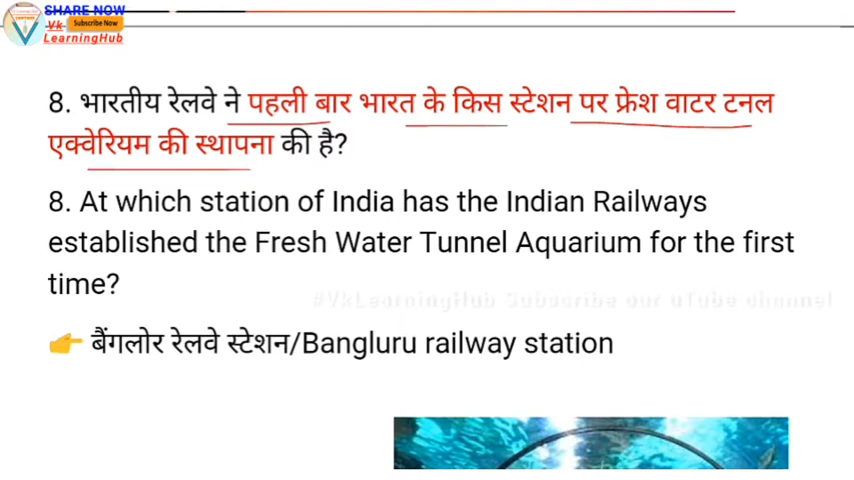 SHARE NOW
Vk
Subscribe Now
LearningHub
8. भारतीय रेलवे ने पहली बार भारत के किस स्टेशन पर फ्रेश वाटर टनल
एक्वेरियम की स्थापना की है?
8. At which station of India has the Indian Railways
established the Fresh Water Tunnel Aquarium for the first
time?
#VkLearningHub Subscribe our uTube channel
👉 बैंगलोर रेलवे स्टेशन/Bangluru railway station